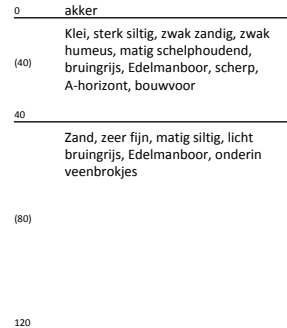 0 akker
Klei, sterk siltig, zwak zandig, zwak
humeus, matig schelphoudend,
(40) bruingrijs, Edelmanboor, scherp,
A-horizont, bouwvoor
40
Zand, zeer fijn, matig siltig, licht
bruingrijs, Edelmanboor, onderin
veenbrokjes
(80)
120